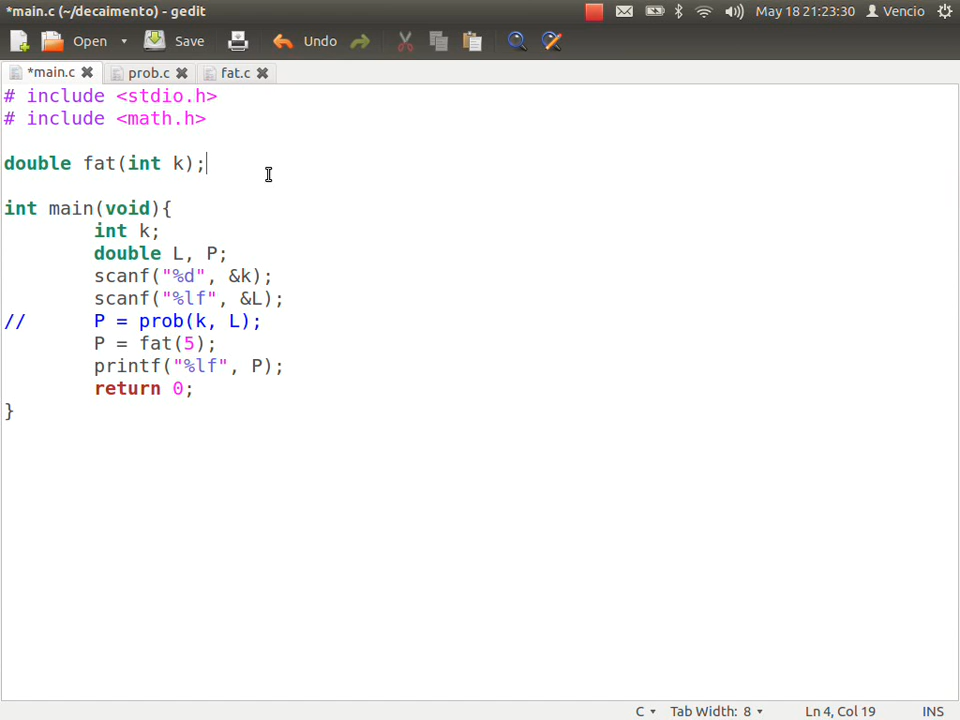 *main.c (~/decaimento) - gedit
May 18 21:23:30 Vencio
Open Save Undo
*main.c prob.c fat.c
# include <stdio.h>
# include <math.h>
double fat(int k);
int main(void){
int k;
double L, P;
scanf("%d", &k);
scanf("%lf", &L);
// P = prob(k, L);
P = fat(5);
printf("%lf", P);
return 0;
}
C Tab Width: 8 Ln 4, Col 19 INS